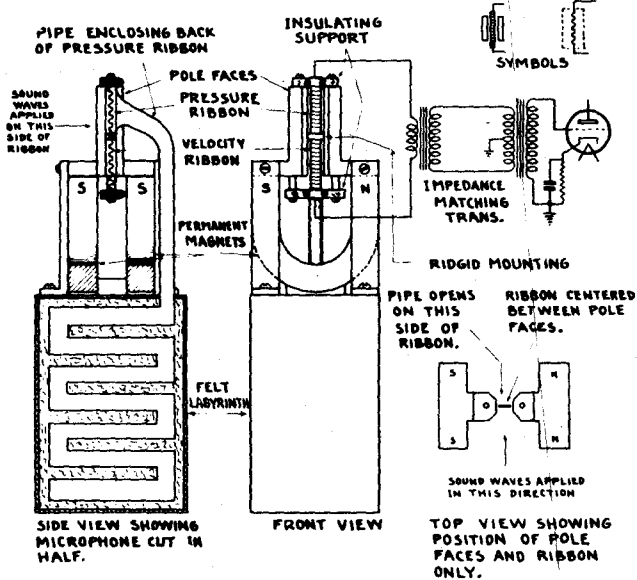 PIPE ENCLOSING BACK
OF PRESSURE RIBBON
INSULATING
SUPPORT
SYMBOLS
POLE FACES
PRESSURE
RIBBON
SOUND
WAVES
APPLIED
ON THIS
SIDE OF
RIBBON
VELOCITY
RIBBON
S
S
S
N
IMPEDANCE
MATCHING
TRANS.
PERMANENT
MAGNETS
RIDGID MOUNTING
PIPE OPENS
ON THIS
SIDE OF
RIBBON.
RIBBON CENTERED
BETWEEN POLE
FACES.
S
N
S
N
FELT
LABYRINTH
SOUND WAVES APPLIED
IN THIS DIRECTION
SIDE VIEW SHOWING
MICROPHONE CUT IN
HALF.
FRONT VIEW
TOP VIEW SHOWING
POSITION OF POLE
FACES AND RIBBON
ONLY.